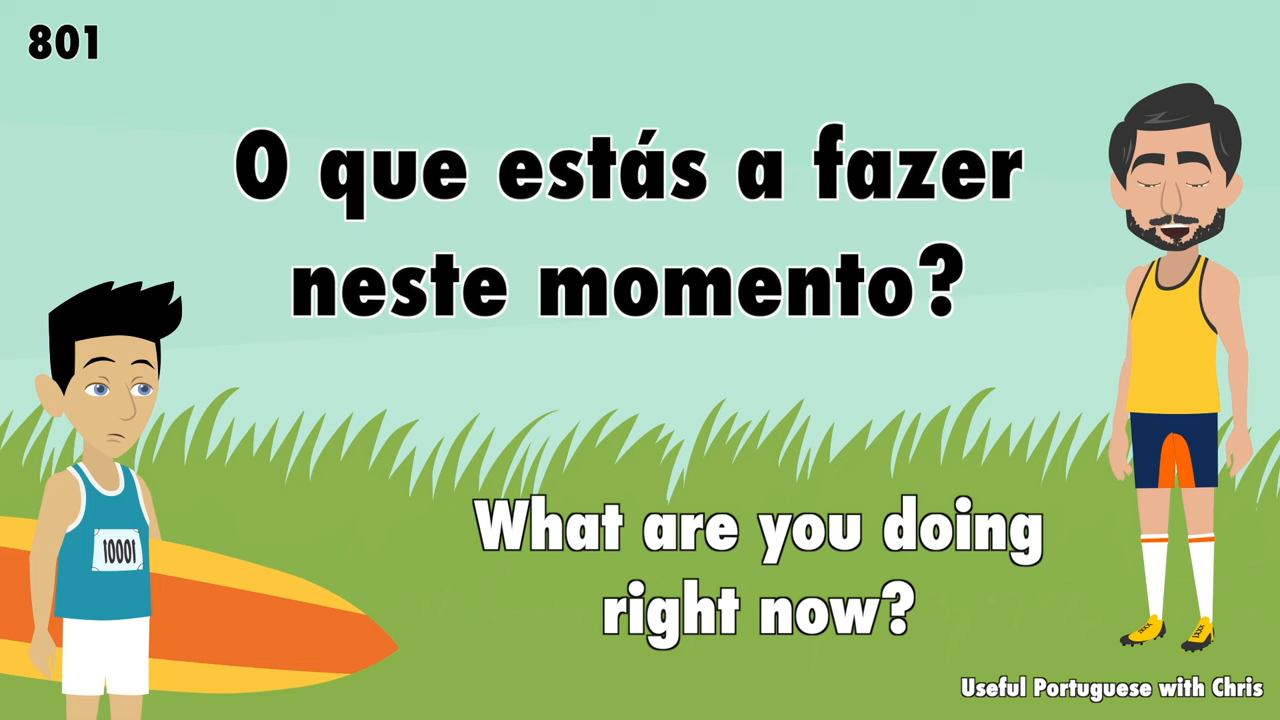 801
O que estás a fazer
neste momento?
10001
What are you doing
right now?
Useful Portuguese with Chris